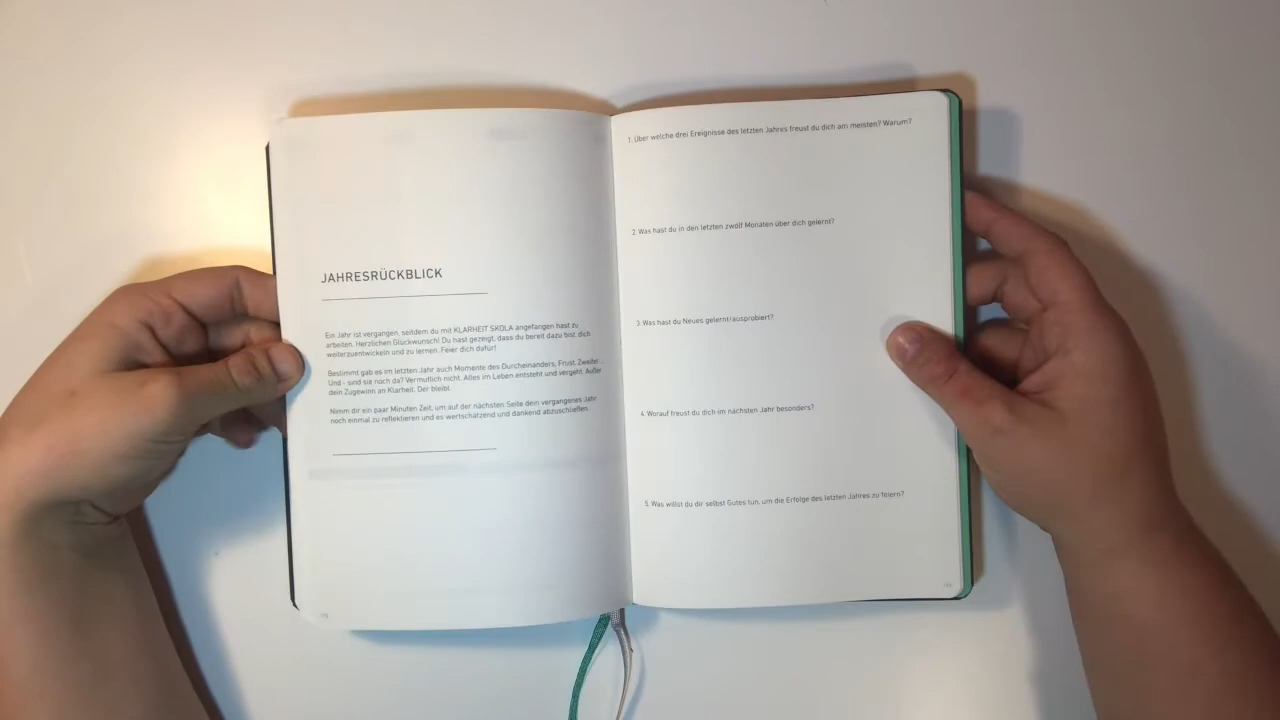 JAHRESRÜCKBLICK
Ein Jahr ist vergangen, seitdem du mit KLARHEIT SKOLA angefangen hast zu
arbeiten. Herzlichen Glückwunsch! Du hast gezeigt, dass du bereit dazu bist, dich
weiterzuentwickeln und zu lernen. Feier dich dafür!
Bestimmt gab es im letzten Jahr auch Momente des Durcheinanders, Frust, Zweifel.
Und - sind sie noch da? Vermutlich nicht. Alles im Leben entsteht und vergeht. Außer
dein Zugewinn an Klarheit. Der bleibt.
Nimm dir ein paar Minuten Zeit, um auf der nächsten Seite dein vergangenes Jahr
noch einmal zu reflektieren und es wertschätzend und dankend abzuschließen.
1. Über welche drei Ereignisse des letzten Jahres freust du dich am meisten? Warum?
2. Was hast du in den letzten zwölf Monaten über dich gelernt?
3. Was hast du Neues gelernt/ausprobiert?
4. Worauf freust du dich im nächsten Jahr besonders?
5. Was willst du dir selbst Gutes tun, um die Erfolge des letzten Jahres zu feiern?